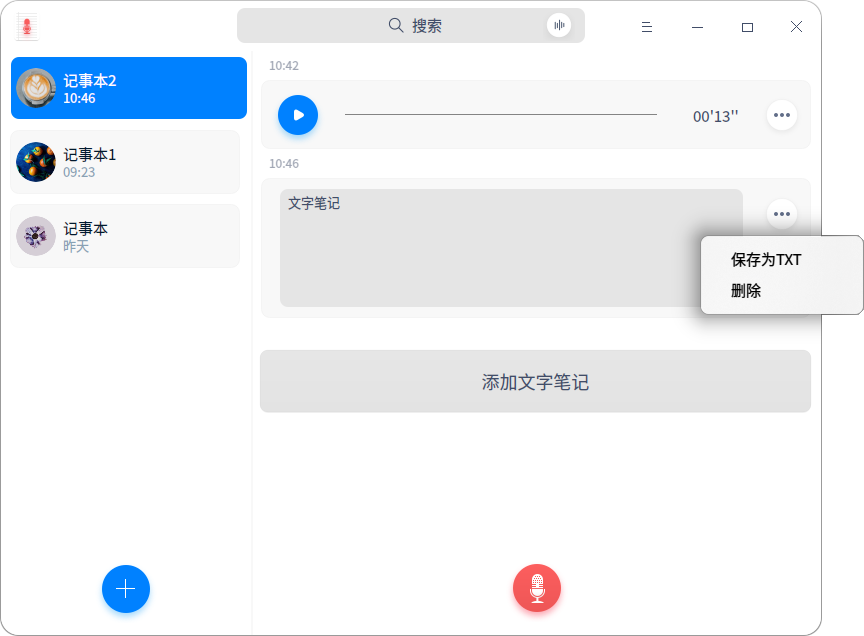 搜索
记事本2
10:46
记事本1
09:23
记事本
昨天
10:42
00'13''
10:46
文字笔记
保存为TXT
删除
添加文字笔记